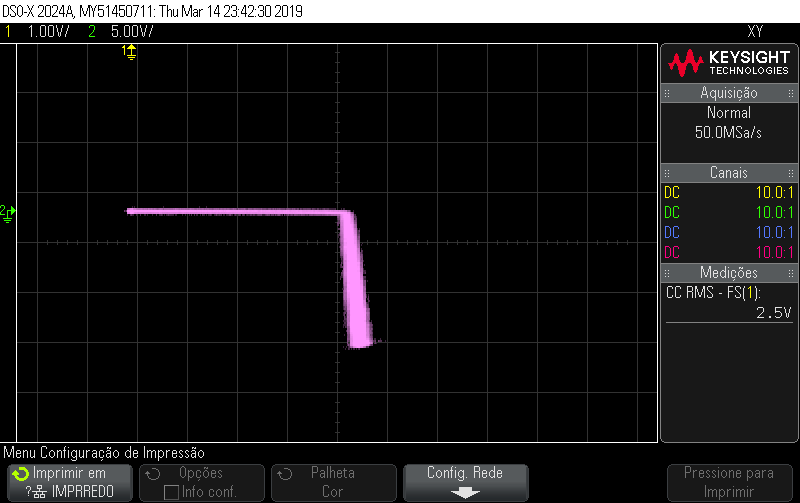 DSO-X 2024A, MY51450711: Thu Mar 14 23:42:30 2019
1 1.00V/ 2 5.00V/ XY
1
2
KEYSIGHT
TECHNOLOGIES
Aquisição
Normal
50.0MSa/s
Canais
DC 10.0:1
DC 10.0:1
DC 10.0:1
DC 10.0:1
Medições
CC RMS - FS(1):
2.5V
Menu Configuração de Impressão
Imprimir em
? IMPRREDO
Opções
Info conf.
Palheta
Cor
Config. Rede
Pressione para
Imprimir